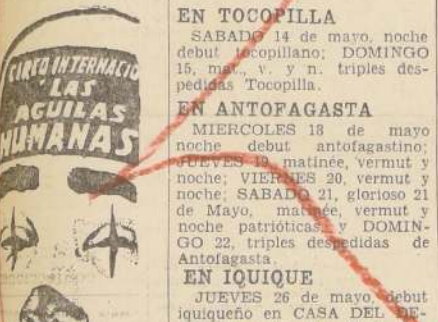 CIRCO INTERNACIO
LAS
AGUILAS
HUMANAS
EN TOCOPILLA
SABADO 14 de mayo, noche
debut tocopillano; DOMINGO
15, mat., v. y n. triples des-
pedidas Tocopilla.
EN ANTOFAGASTA
MIERCOLES 18 de mayo
noche debut antofagastino;
JUEVES 19, matinée, vermut y
noche; VIERNES 20, vermut y
noche; SABADO 21, glorioso 21
de Mayo, matinée, vermut y
noche patrióticas, y DOMIN-
GO 22, triples despedidas de
Antofagasta.
EN IQUIQUE
JUEVES 26 de mayo, debut
iquiqueño en CASA DEL DE-